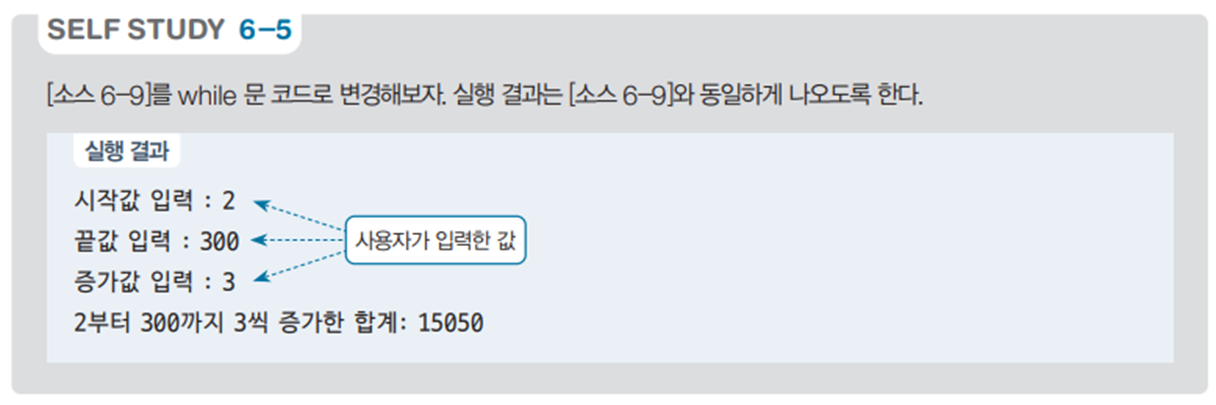 SELF STUDY 6-5
[소스 6-9]를 while 문 코드로 변경해보자. 실행 결과는 [소스 6-9]와 동일하게 나오도록 한다.
실행 결과
시작값 입력 : 2
끝값 입력 : 300
사용자가 입력한 값
증가값 입력 : 3
2부터 300까지 3씩 증가한 합계: 15050